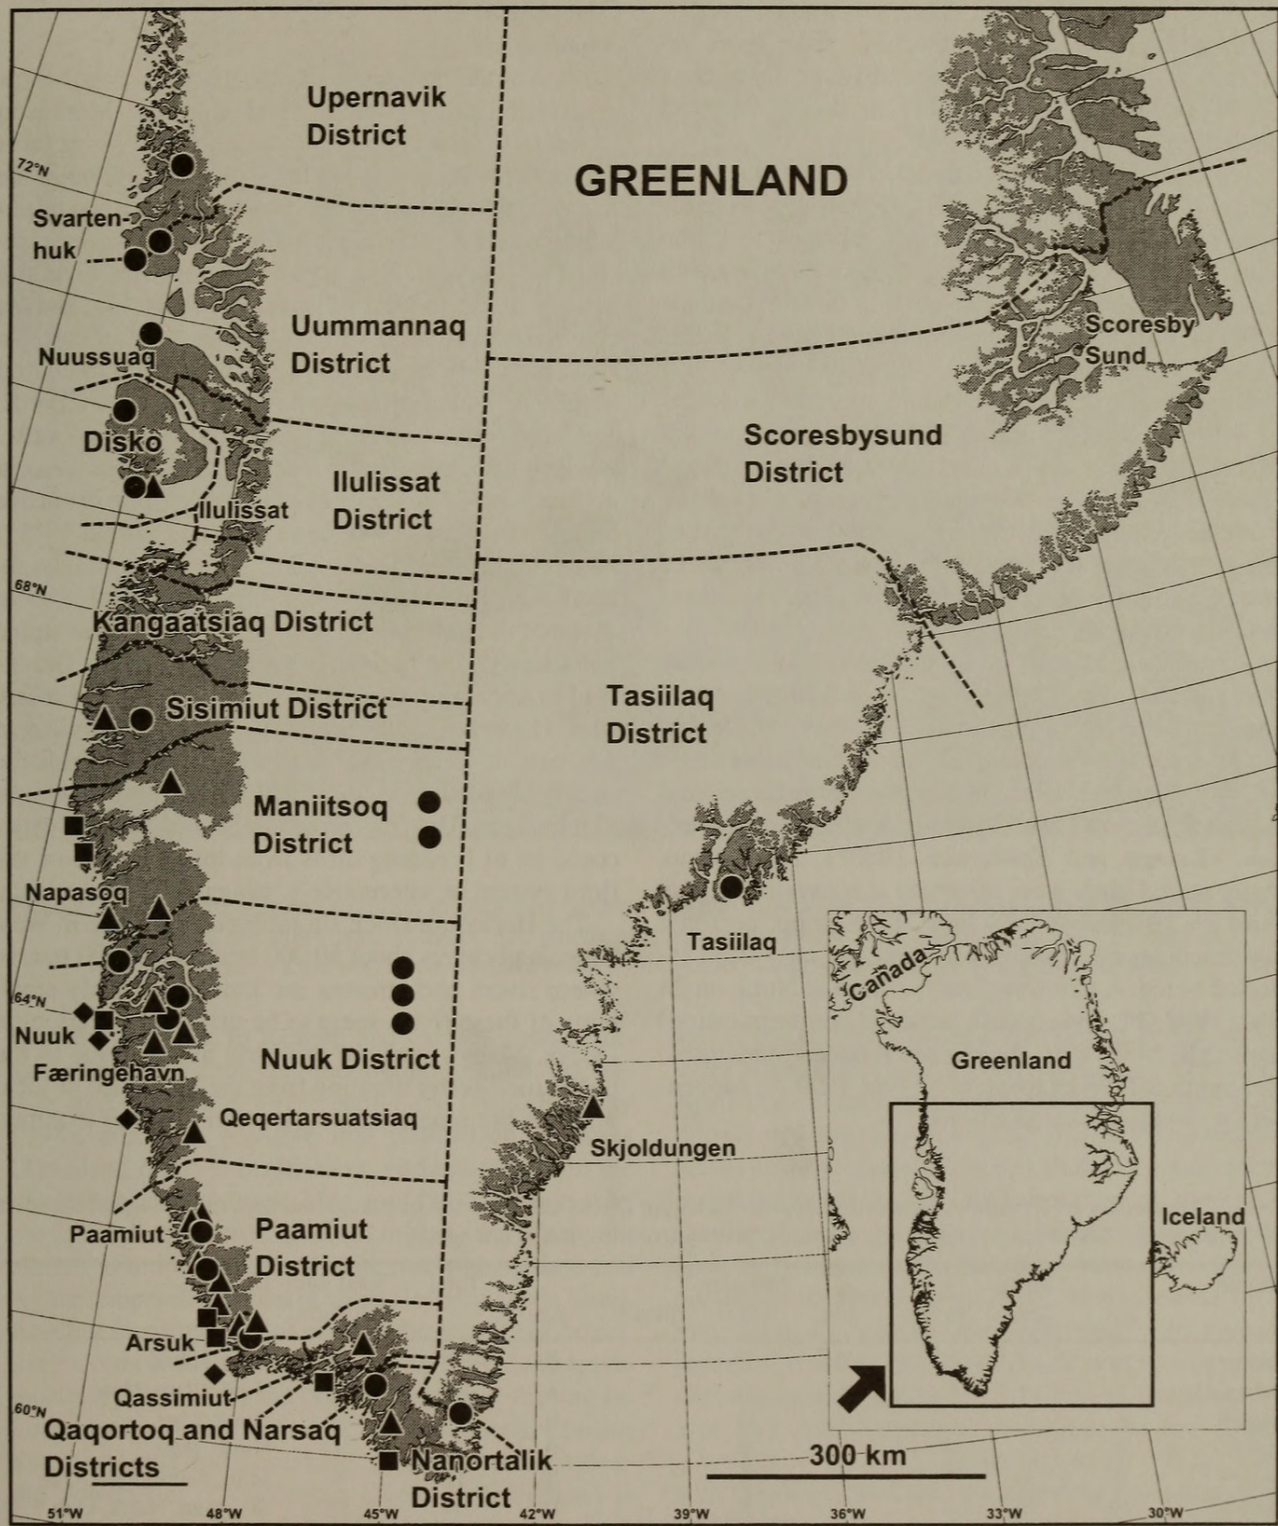 Upernavik
District
GREENLAND
72°N
Svarten-
huk
Uummannaq
District
Nuussuaq
Scoresby
Sund
Disko
Scoresbysund
District
Ilulissat
District
Ilulissat
68°N
Kangaatsiaq District
Tasiilaq
District
Sisimiut District
Maniitsoq
District
Napasoq
Tasiilaq
Canada
64°N
Nuuk
Nuuk District
Greenland
Færingehavn
Qeqertarsuatsiaq
Skjoldungen
Paamiut
Paamiut
District
Iceland
Arsuk
Qassimiut
60°N
Qaqortoq and Narsaq
Districts
Nanortalik
District
300 km
51°W 48°W 45°W 42°W 39°W 36°W 33°W 30°W